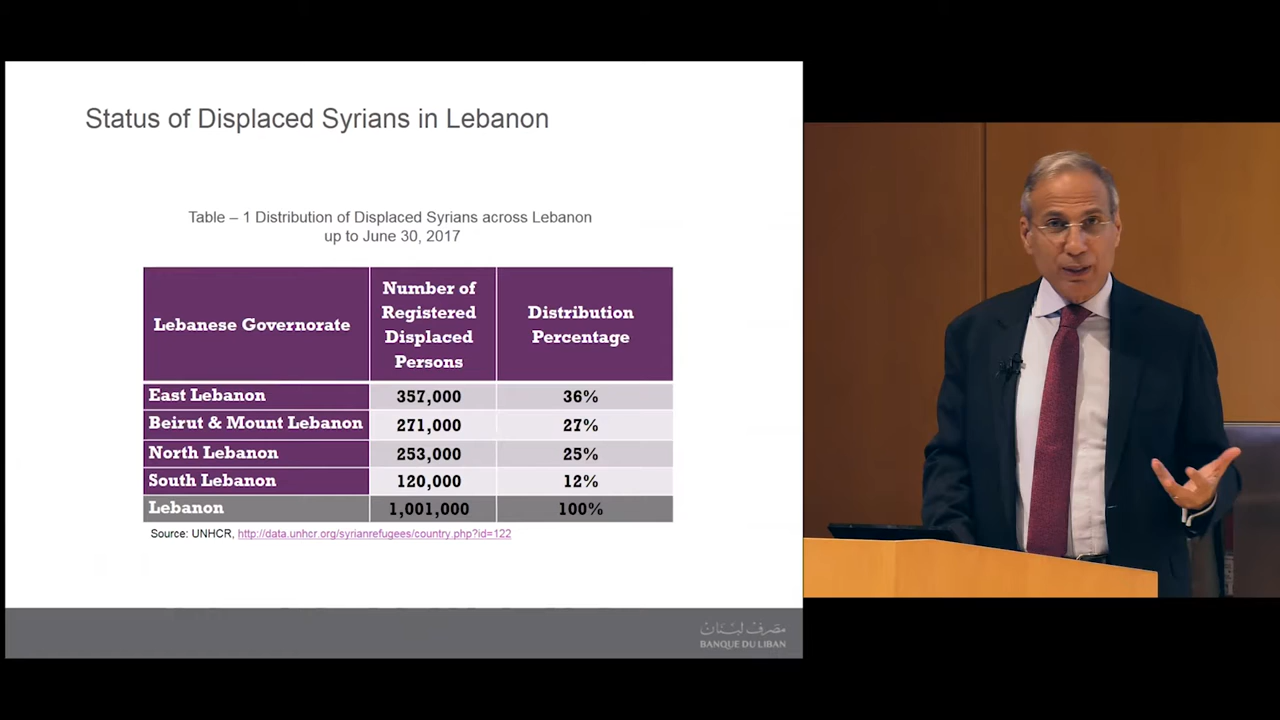 Status of Displaced Syrians in Lebanon
Table – 1 Distribution of Displaced Syrians across Lebanon
up to June 30, 2017
Lebanese Governorate
Number of
Registered
Displaced
Persons
Distribution
Percentage
East Lebanon 357,000 36%
Beirut & Mount Lebanon 271,000 27%
North Lebanon 253,000 25%
South Lebanon 120,000 12%
Lebanon 1,001,000 100%
Source: UNHCR, http://data.unhcr.org/syrianrefugees/country.php?id=122
مصرف لبنان
BANQUE DU LIBAN